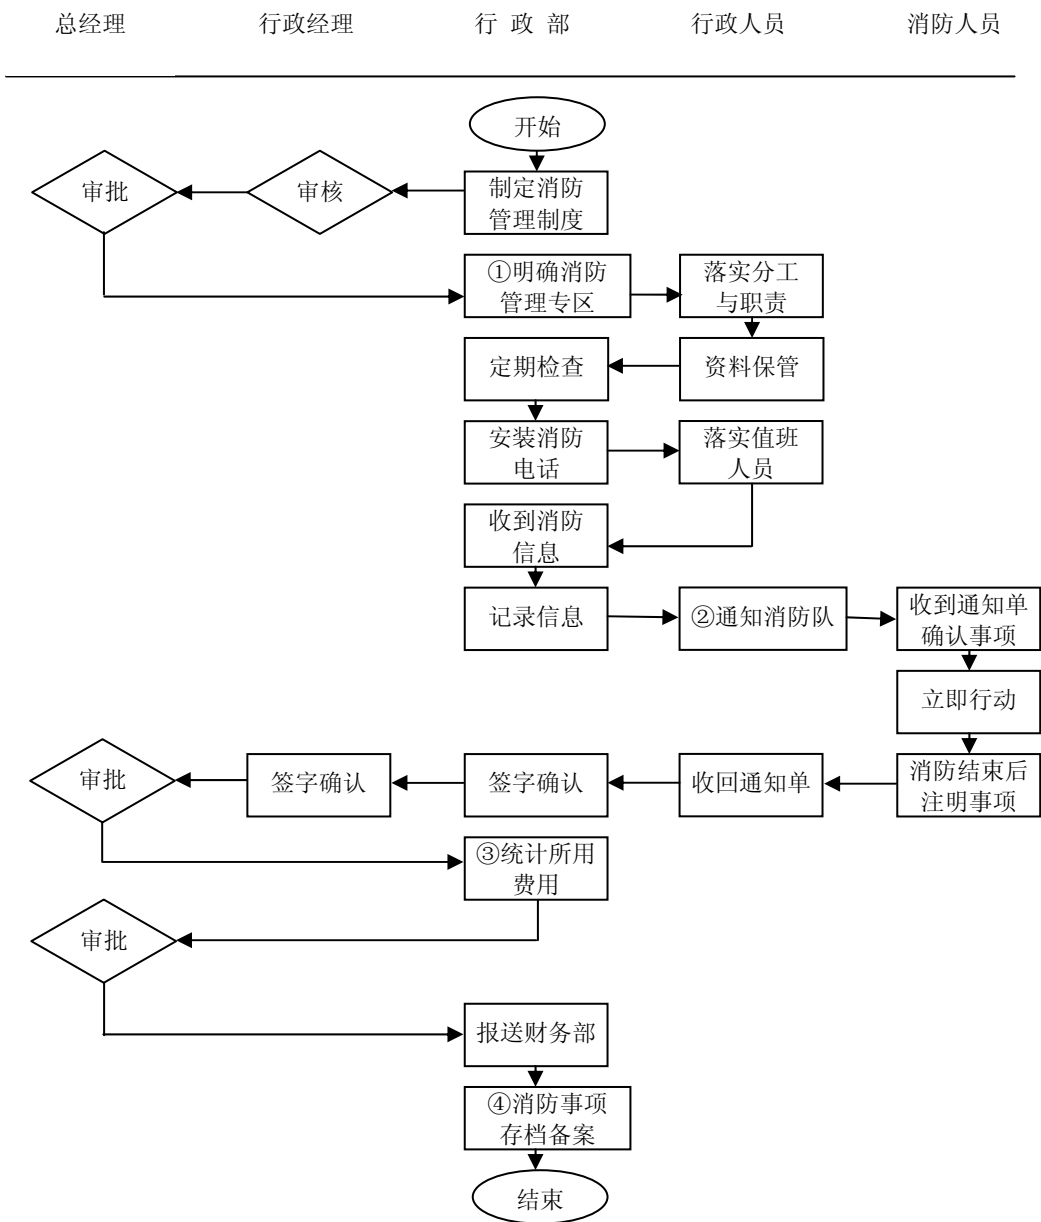 总经理
行政经理
行 政 部
行政人员
消防人员
开始
审批
审核
制定消防
管理制度
①明确消防
管理专区
落实分工
与职责
定期检查
资料保管
安装消防
电话
落实值班
人员
收到消防
信息
记录信息
②通知消防队
收到通知单
确认事项
立即行动
审批
签字确认
签字确认
收回通知单
消防结束后
注明事项
③统计所用
费用
审批
报送财务部
④消防事项
存档备案
结束